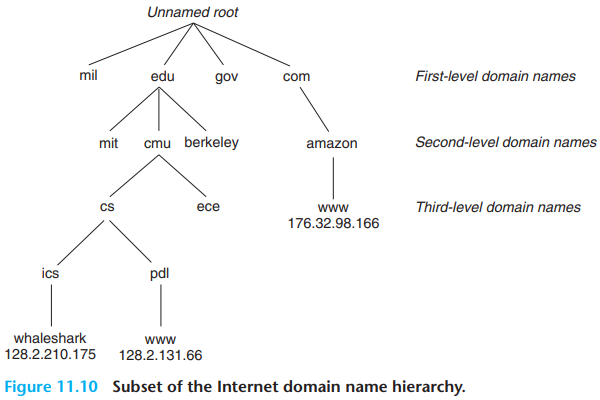 Unnamed root
mil edu gov com First-level domain names
mit cmu berkeley amazon Second-level domain names
cs ece www Third-level domain names
176.32.98.166
ics pdl
whaleshark www
128.2.210.175 128.2.131.66
Figure 11.10 Subset of the Internet domain name hierarchy.